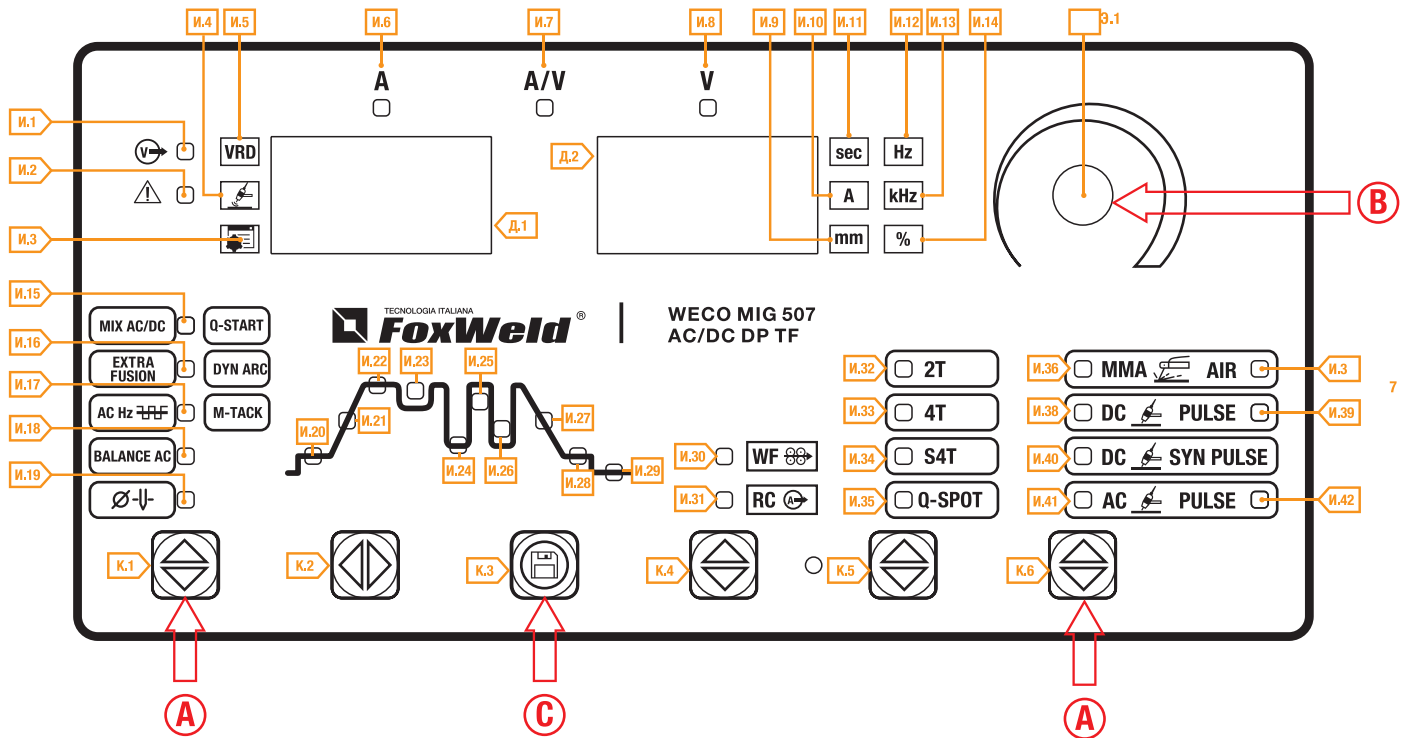 И.4
И.5
И.6
И.7
И.8
И.9
И.10
И.11
И.12
И.13
И.14
Э.1
A
A/V
V
И.1
V
VRD
Д.2
sec
Hz
И.2
A
kHz
B
Д.1
И.3
mm
%
И.15
MIX AC/DC
Q-START
TECNOLOGIA ITALIANA
FoxWeld ®
WECO MIG 507
AC/DC DP TF
И.16
EXTRA
FUSION
DYN ARC
И.22
И.23
И.25
И.32
2T
И.36
MMA
AIR
И.3
7
И.17
AC Hz
M-TACK
И.21
И.27
И.33
4T
И.38
DC
PULSE
И.39
И.18
BALANCE AC
И.20
И.24
И.26
И.28
И.29
И.30
WF
И.34
S4T
И.40
DC
SYN PULSE
И.19
Ø
И.31
RC
A
И.35
Q-SPOT
И.41
AC
PULSE
И.42
К.1
К.2
К.3
К.4
К.5
К.6
A
C
A